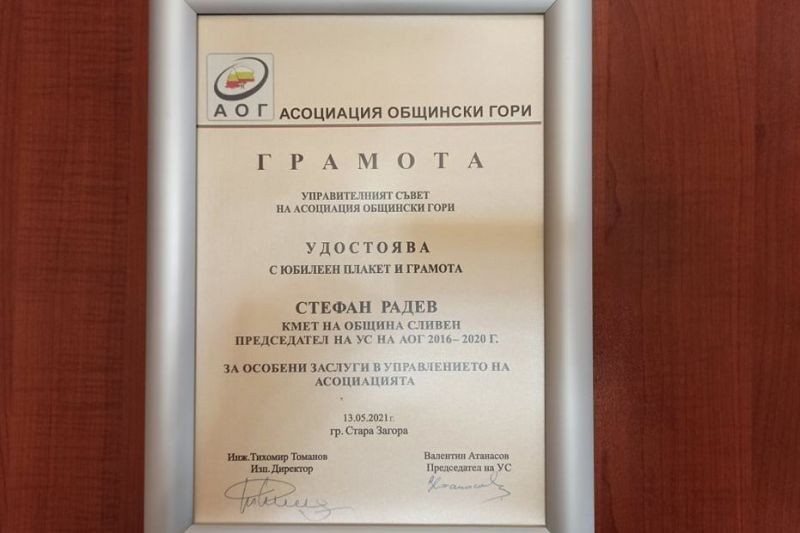 АОГ
АСОЦИАЦИЯ ОБЩИНСКИ ГОРИ
ГРАМОТА
УПРАВИТЕЛНИЯТ СЪВЕТ
НА АСОЦИАЦИЯ ОБЩИНСКИ ГОРИ
УДОСТОЯВА
С ЮБИЛЕЕН ПЛАКЕТ И ГРАМОТА
СТЕФАН РАДЕВ
КМЕТ НА ОБЩИНА СЛИВЕН
ПРЕДСЕДАТЕЛ НА УС НА АОГ 2016– 2020 Г.
ЗА ОСОБЕНИ ЗАСЛУГИ В УПРАВЛЕНИЕТО НА
АСОЦИАЦИЯТА
13.05.2021 г.
гр. Стара Загора
Инж.Тихомир Томанов
Изп. Директор
Валентин Атанасов
Председател на УС